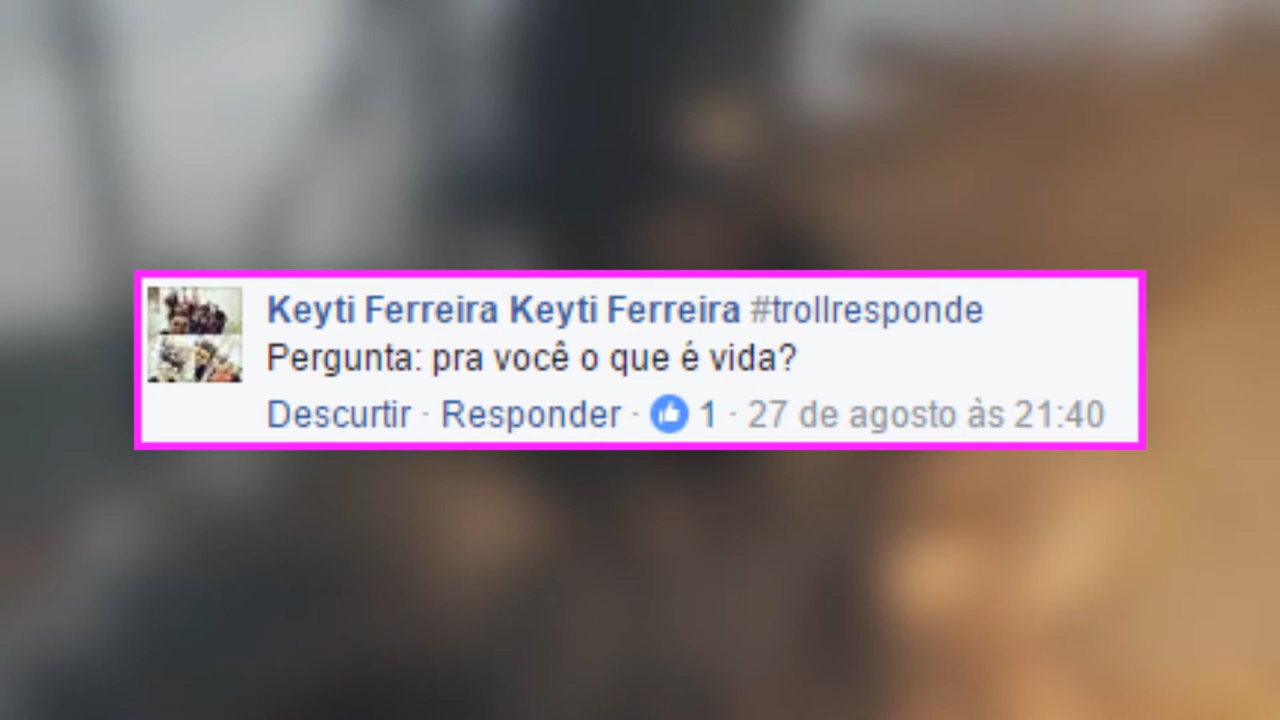 Keyti Ferreira Keyti Ferreira #trollresponde
Pergunta: pra você o que é vida?
Descurtir · Responder · 1 · 27 de agosto às 21:40